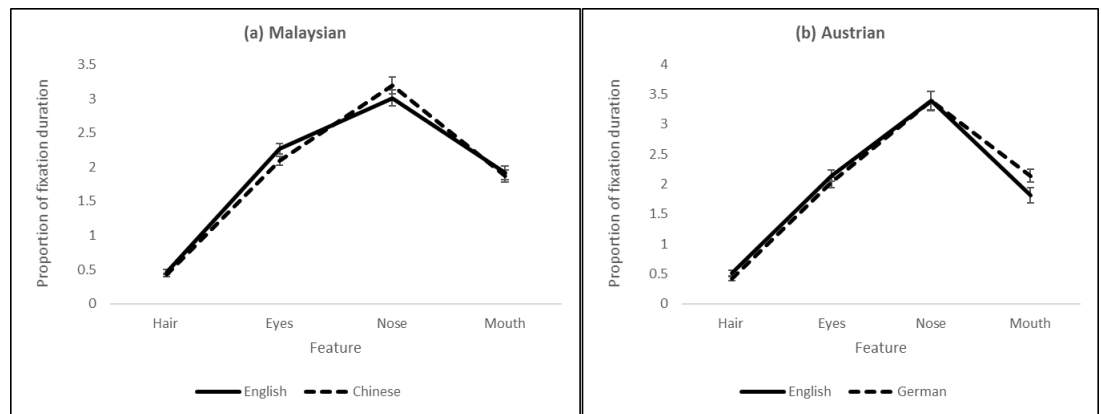 (a) Malaysian
Proportion of fixation duration
3.5
3
2.5
2
1.5
1
0.5
0
Hair Eyes Nose Mouth
Feature
English Chinese
(b) Austrian
Proportion of fixation duration
4
3.5
3
2.5
2
1.5
1
0.5
0
Hair Eyes Nose Mouth
Feature
English German